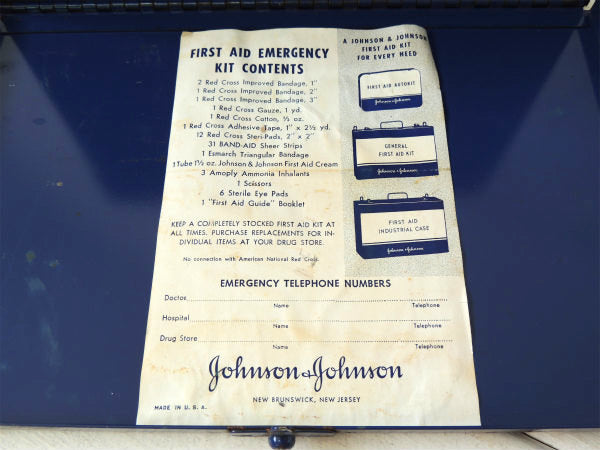 FIRST AID EMERGENCY
KIT CONTENTS
2 Red Cross Improved Bandage, 1"
1 Red Cross Improved Bandage, 2"
1 Red Cross Improved Bandage, 3"
1 Red Cross Gauze, 1 yd.
1 Red Cross Cotton, ½ oz.
1 Red Cross Adhesive Tape, 1" x 2½ yd.
12 Red Cross Steri-Pads, 2" x 2"
31 BAND-AID Sheer Strips
1 Esmarch Triangular Bandage
1 Tube 1½ oz. Johnson & Johnson First Aid Cream
3 Amoply Ammonia Inhalants
1 Scissors
6 Sterile Eye Pads
1 "First Aid Guide" Booklet
KEEP A COMPLETELY STOCKED FIRST AID KIT AT
ALL TIMES. PURCHASE REPLACEMENTS FOR IN-
DIVIDUAL ITEMS AT YOUR DRUG STORE.
No connection with American National Red Cross.
A JOHNSON & JOHNSON
FIRST AID KIT
FOR EVERY NEED
FIRST AID AUTOKIT
Johnson & Johnson
GENERAL
FIRST AID KIT
Johnson & Johnson
FIRST AID
INDUSTRIAL CASE
Johnson & Johnson
EMERGENCY TELEPHONE NUMBERS
Doctor
Name Telephone
Hospital
Name Telephone
Drug Store
Name Telephone
Johnson & Johnson
NEW BRUNSWICK, NEW JERSEY
MADE IN U. S. A.